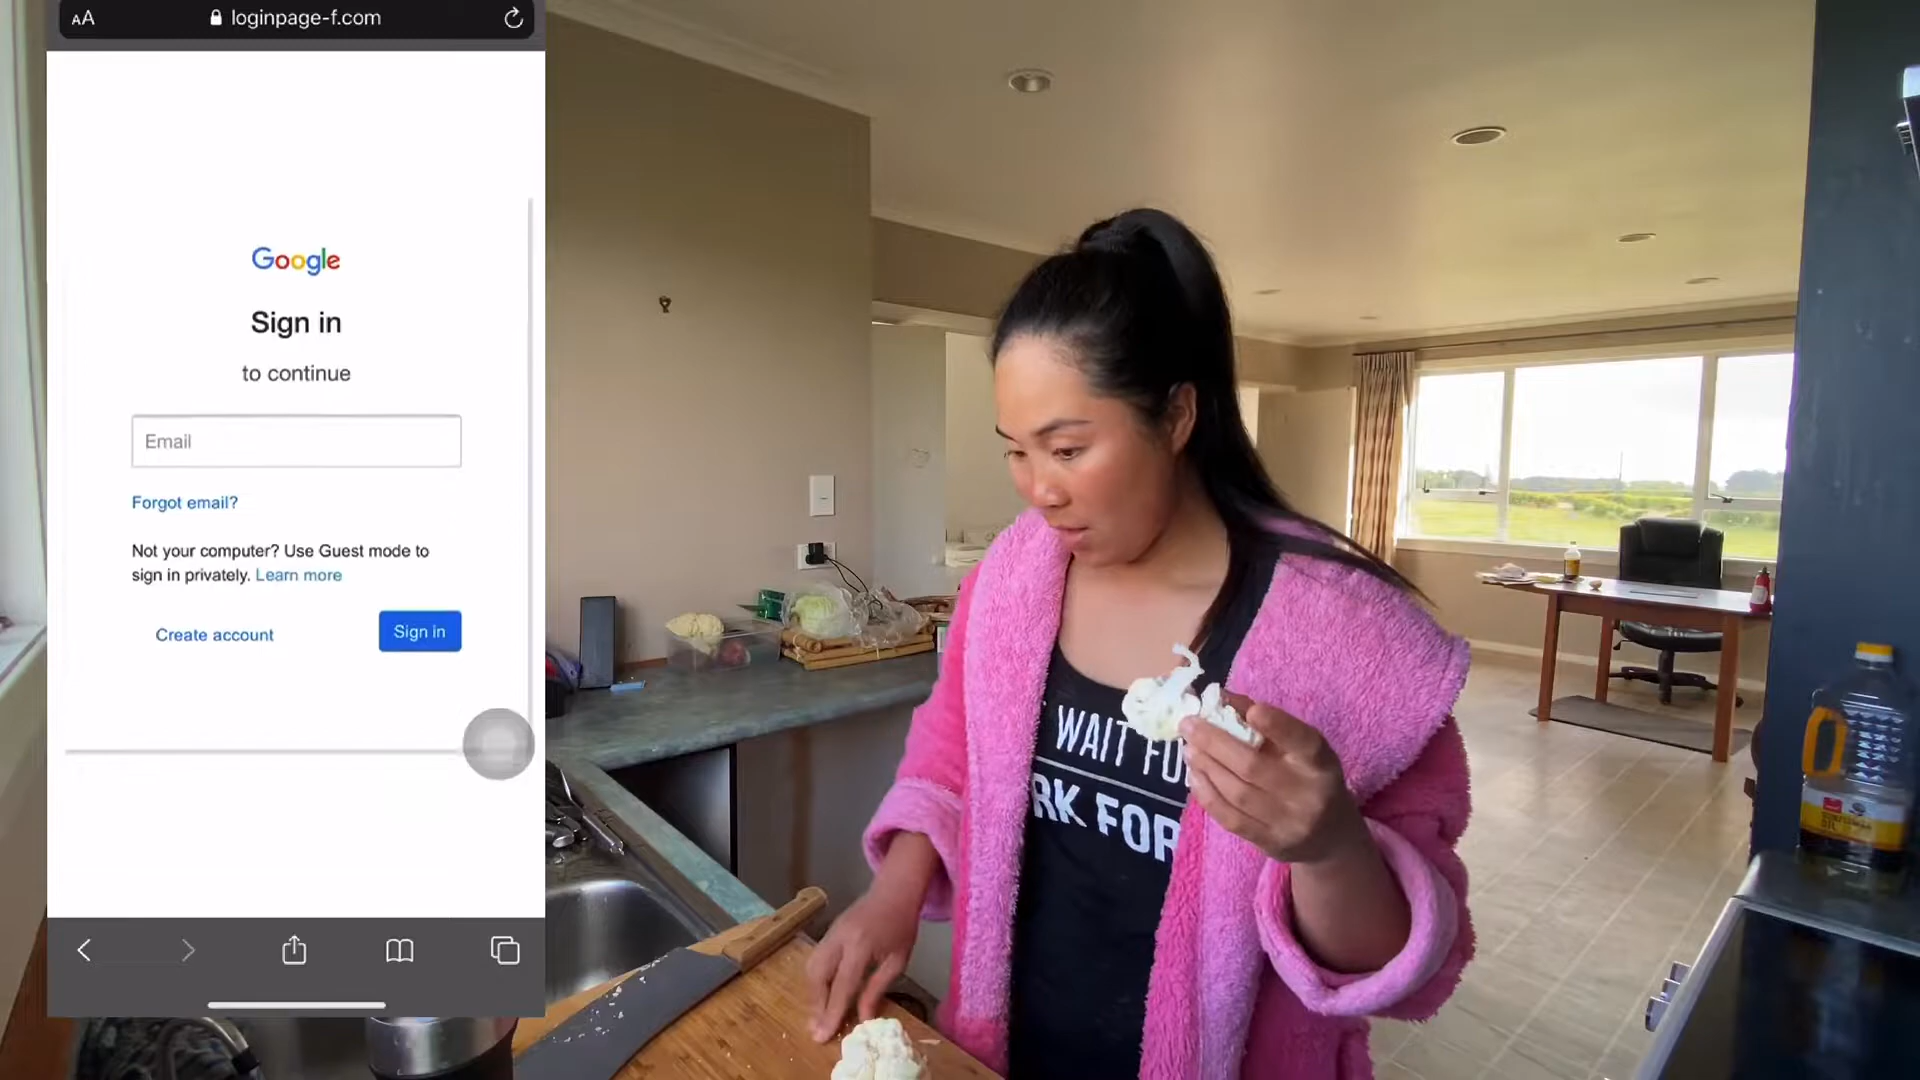 AA loginpage-f.com
Google
Sign in
to continue
Email
Forgot email?
Not your computer? Use Guest mode to
sign in privately. Learn more
Create account
Sign in
WAIT FO
RK FOR